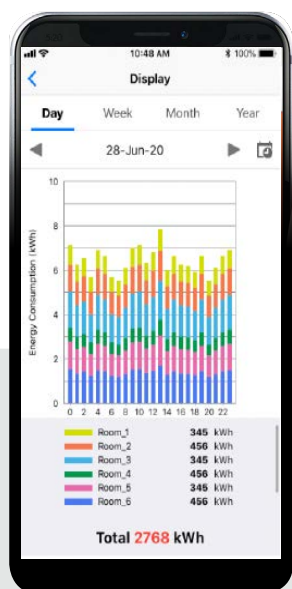 10:48 AM 100%
Display
Day Week Month Year
28-Jun-20
Energy Consumption (kWh)
10
8
6
4
2
0
0 2 4 6 8 10 12 14 16 18 20 22
Room_1 345 kWh
Room_2 456 kWh
Room_3 345 kWh
Room_4 456 kWh
Room_5 345 kWh
Room_6 456 kWh
Total 2768 kWh